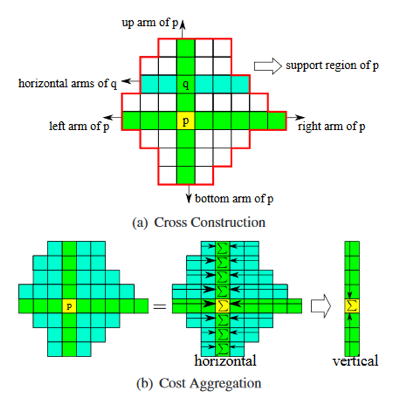 up arm of p
support region of p
horizontal arms of q
q
left arm of p
p
right arm of p
bottom arm of p
(a) Cross Construction
p
=
Σ
Σ
Σ
Σ
Σ
Σ
Σ
Σ
Σ
horizontal
vertical
(b) Cost Aggregation